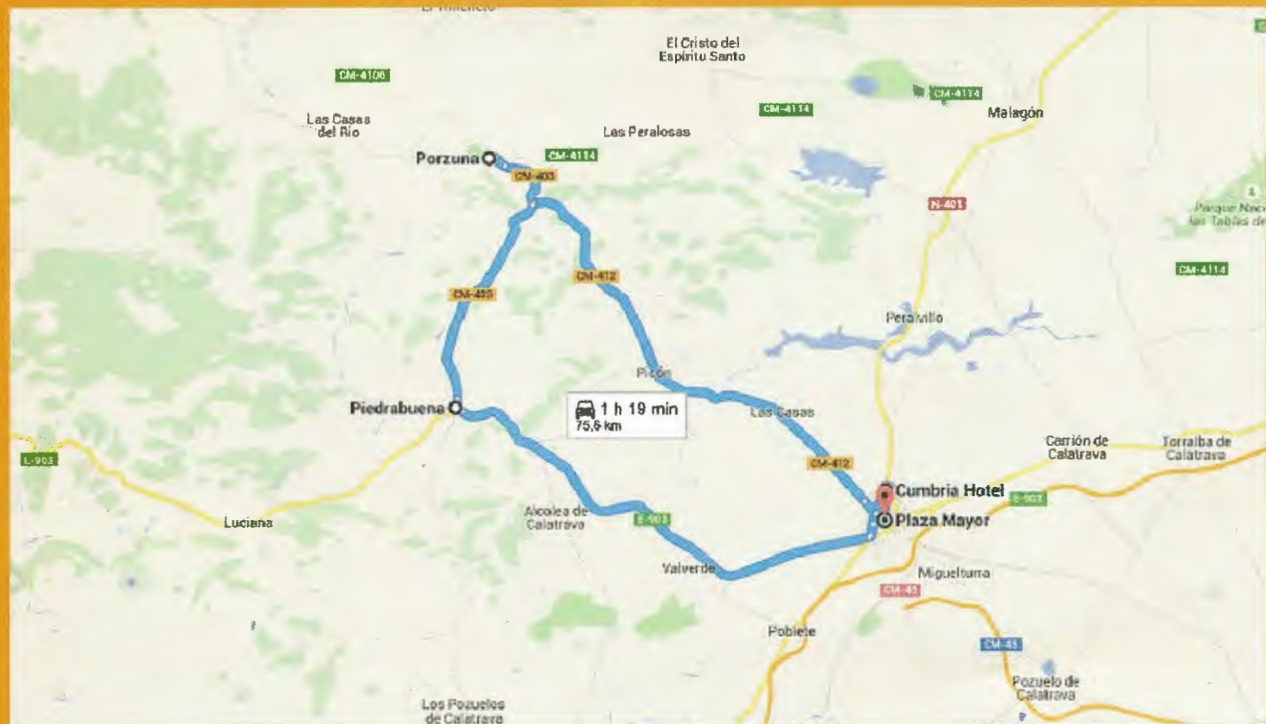 El Cristo del
Espíritu Santo
CM-4106
CM-4114
CM-4114
Malagón
Las Casas
del Río
Las Peralosas
Porzuna
CM-4114
CM-403
N-401
CM-412
CM-4114
CM-403
Peralvillo
Picón
Piedrabuena
1 h 19 min
75,6 km
Las Casas
Carrión de
Calatrava
Torralba de
Calatrava
CM-412
Cumbria Hotel
E-903
Luciana
Alcolea de
Calatrava
E-903
Plaza Mayor
Valverde
Miguelturra
Poblete
CM-45
Pozuelo de
Calatrava
Los Pozuelos
de Calatrava